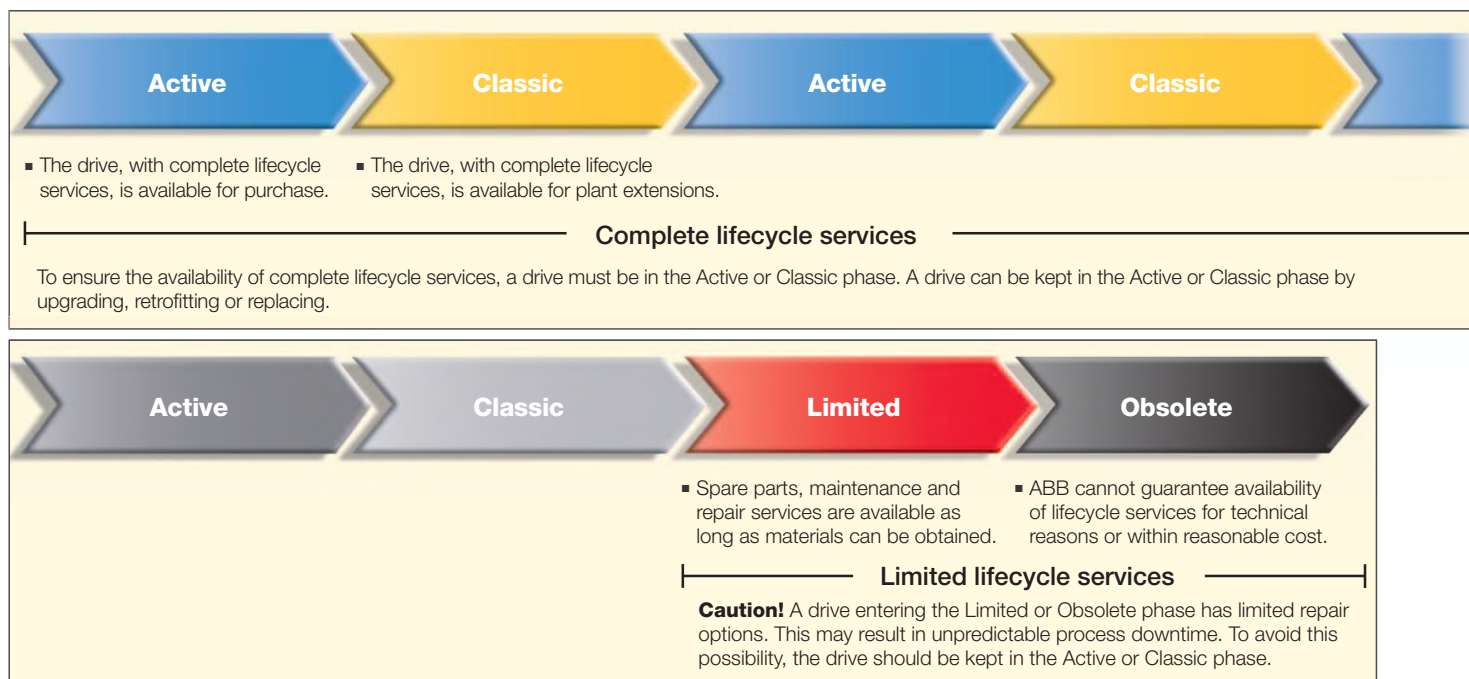 Active
Classic
Active
Classic
■ The drive, with complete lifecycle
services, is available for purchase.
■ The drive, with complete lifecycle
services, is available for plant extensions.
Complete lifecycle services
To ensure the availability of complete lifecycle services, a drive must be in the Active or Classic phase. A drive can be kept in the Active or Classic phase by
upgrading, retrofitting or replacing.
Active
Classic
Limited
Obsolete
■ Spare parts, maintenance and
repair services are available as
long as materials can be obtained.
■ ABB cannot guarantee availability
of lifecycle services for technical
reasons or within reasonable cost.
Limited lifecycle services
Caution! A drive entering the Limited or Obsolete phase has limited repair
options. This may result in unpredictable process downtime. To avoid this
possibility, the drive should be kept in the Active or Classic phase.